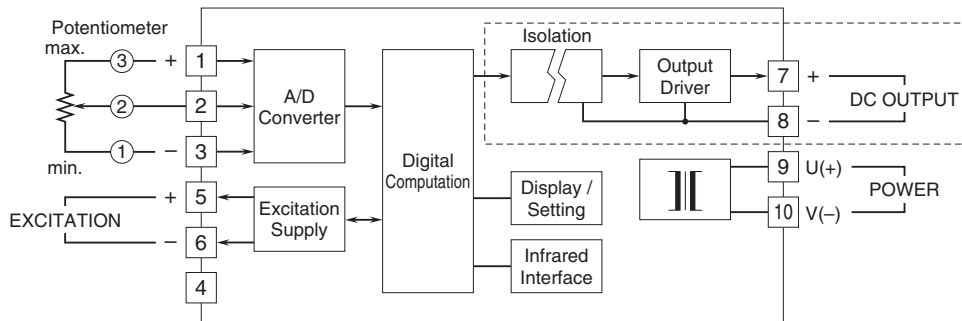 Potentiometer
max.
3
+
1
2
2
min.
1
–
3
EXCITATION
+
5
–
6
4
A/D
Converter
Excitation
Supply
Digital
Computation
Isolation
Output
Driver
Display /
Setting
Infrared
Interface
7
+
8
–
DC OUTPUT
9
U(+)
10
V(–)
POWER